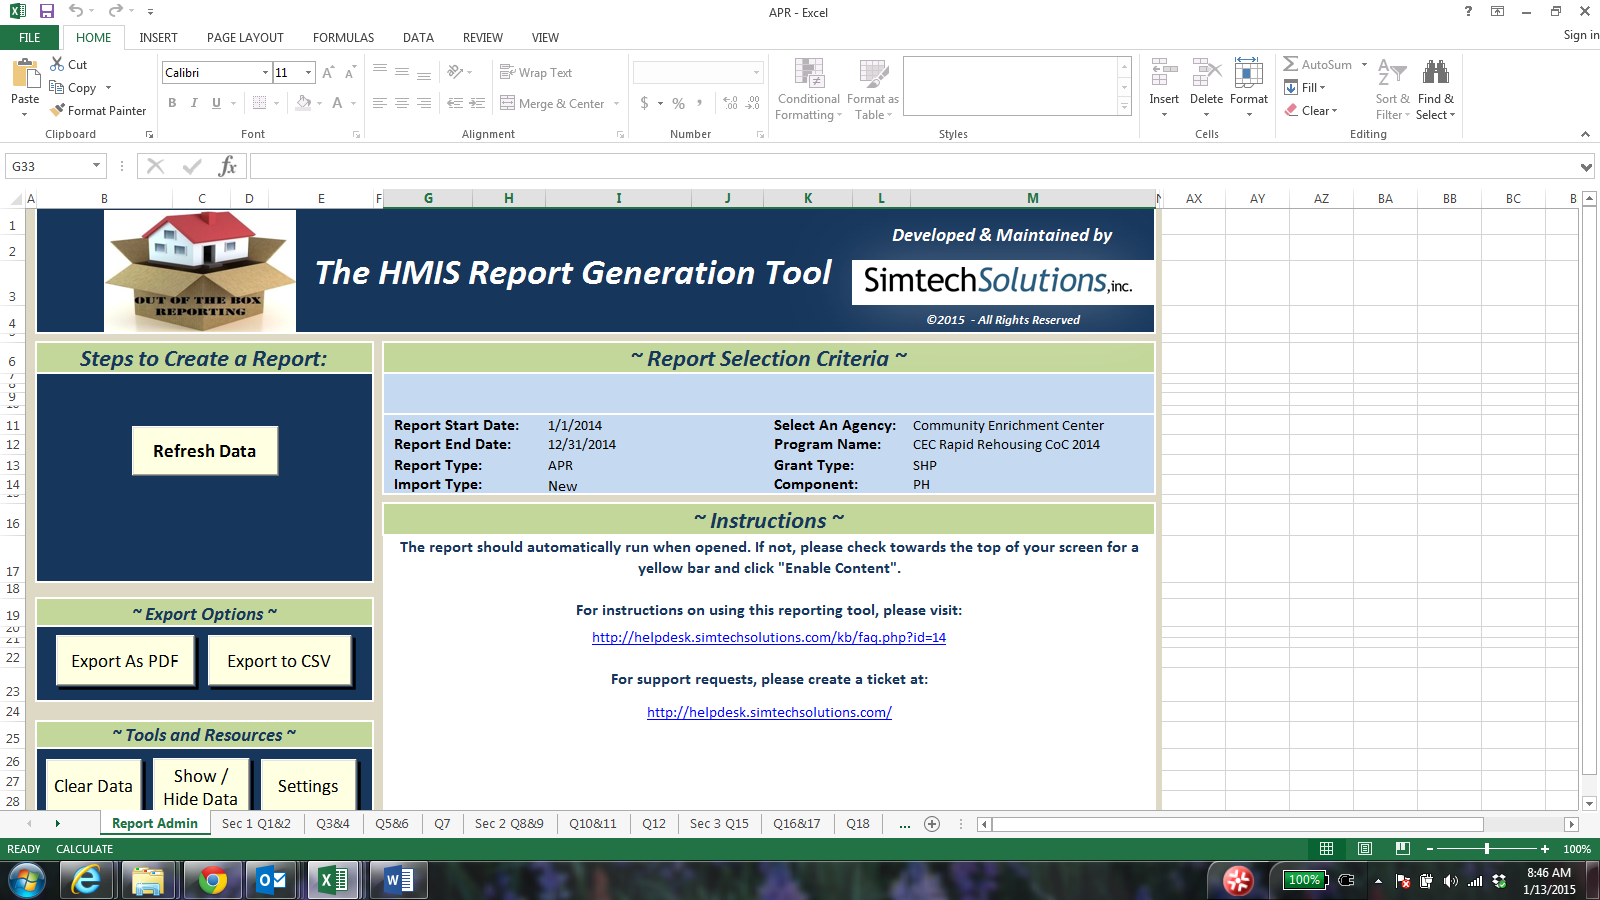 APR - Excel
?
FILE HOME INSERT PAGE LAYOUT FORMULAS DATA REVIEW VIEW Sign in
Paste
Cut
Copy
Format Painter
Clipboard
Calibri 11
B I U A
Font
Wrap Text
Merge & Center
Alignment
$ % ,
Number
Conditional Formatting
Format as Table
Styles
Insert Delete Format
Cells
AutoSum
Fill
Clear
Sort & Filter
Find & Select
Editing
G33
fx
A B C D E F G H I J K L M AX AY AZ BA BB BC B
1
2
3
4
6
9
11
12
13
14
16
17
18
19
20
21
22
23
24
25
26
27
28
OUT OF THE BOX
REPORTING
The HMIS Report Generation Tool
Developed & Maintained by
SimtechSolutions,inc.
©2015 - All Rights Reserved
Steps to Create a Report:
Refresh Data
~ Export Options ~
Export As PDF Export to CSV
~ Tools and Resources ~
Clear Data
Show /
Hide Data
Settings
~ Report Selection Criteria ~
Report Start Date: 1/1/2014 Select An Agency: Community Enrichment Center
Report End Date: 12/31/2014 Program Name: CEC Rapid Rehousing CoC 2014
Report Type: APR Grant Type: SHP
Import Type: New Component: PH
~ Instructions ~
The report should automatically run when opened. If not, please check towards the top of your screen for a
yellow bar and click "Enable Content".
For instructions on using this reporting tool, please visit:
http://helpdesk.simtechsolutions.com/kb/faq.php?id=14
For support requests, please create a ticket at:
http://helpdesk.simtechsolutions.com/
Report Admin Sec 1 Q1&2 Q3&4 Q5&6 Q7 Sec 2 Q8&9 Q10&11 Q12 Sec 3 Q15 Q16&17 Q18 ...
READY CALCULATE 100%
100%
8:46 AM
1/13/2015